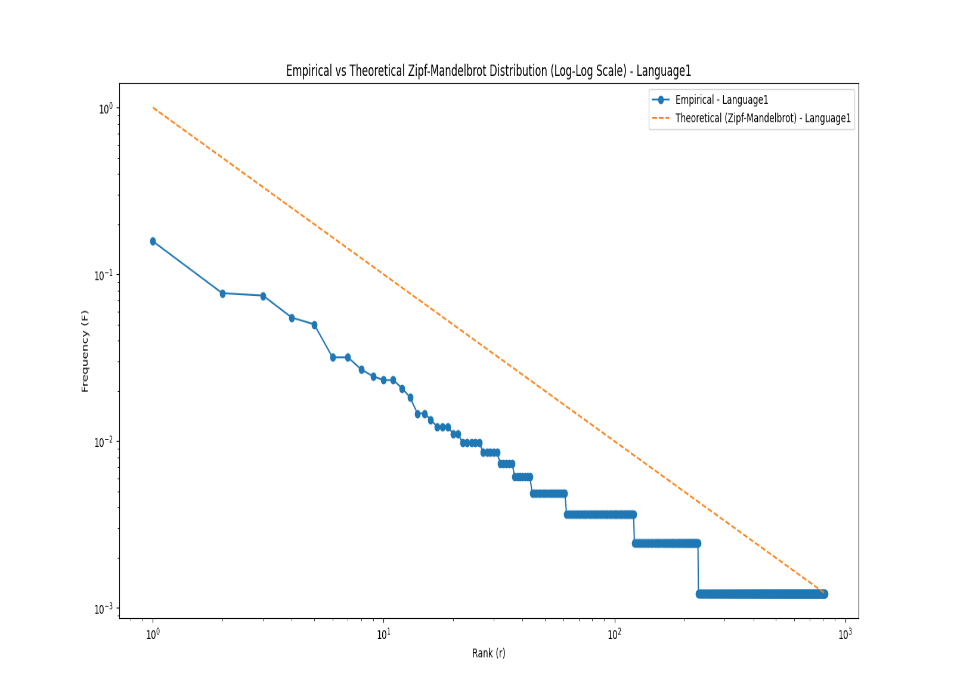 Empirical vs Theoretical Zipf-Mandelbrot Distribution (Log-Log Scale) - Language1
Empirical - Language1
Theoretical (Zipf-Mandelbrot) - Language1
Frequency (F)
10⁰
10⁻¹
10⁻²
10⁻³
10⁰ 10¹ 10² 10³
Rank (r)